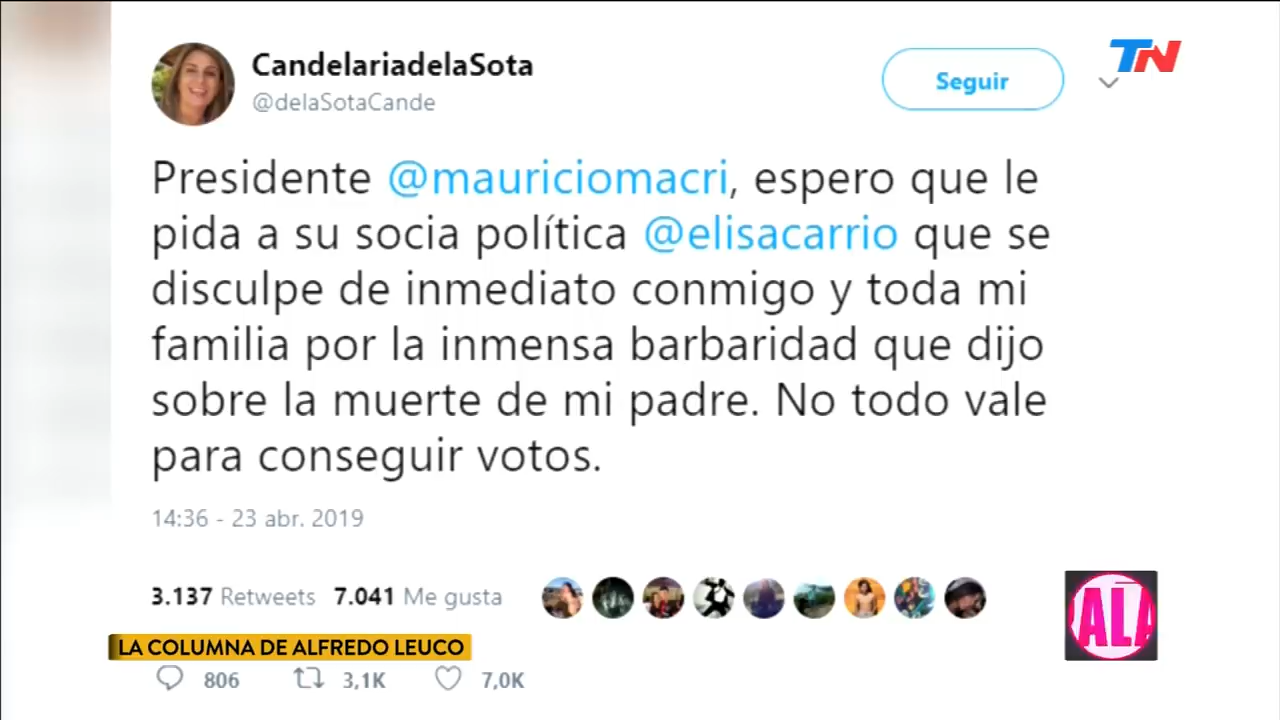 CandelariadelaSota
@delaSotaCande
Seguir
TN
Presidente @mauriciomacri, espero que le
pida a su socia política @elisacarrio que se
disculpe de inmediato conmigo y toda mi
familia por la inmensa barbaridad que dijo
sobre la muerte de mi padre. No todo vale
para conseguir votos.
14:36 - 23 abr. 2019
3.137 Retweets 7.041 Me gusta
ALA
LA COLUMNA DE ALFREDO LEUCO
806 3,1K 7,0K